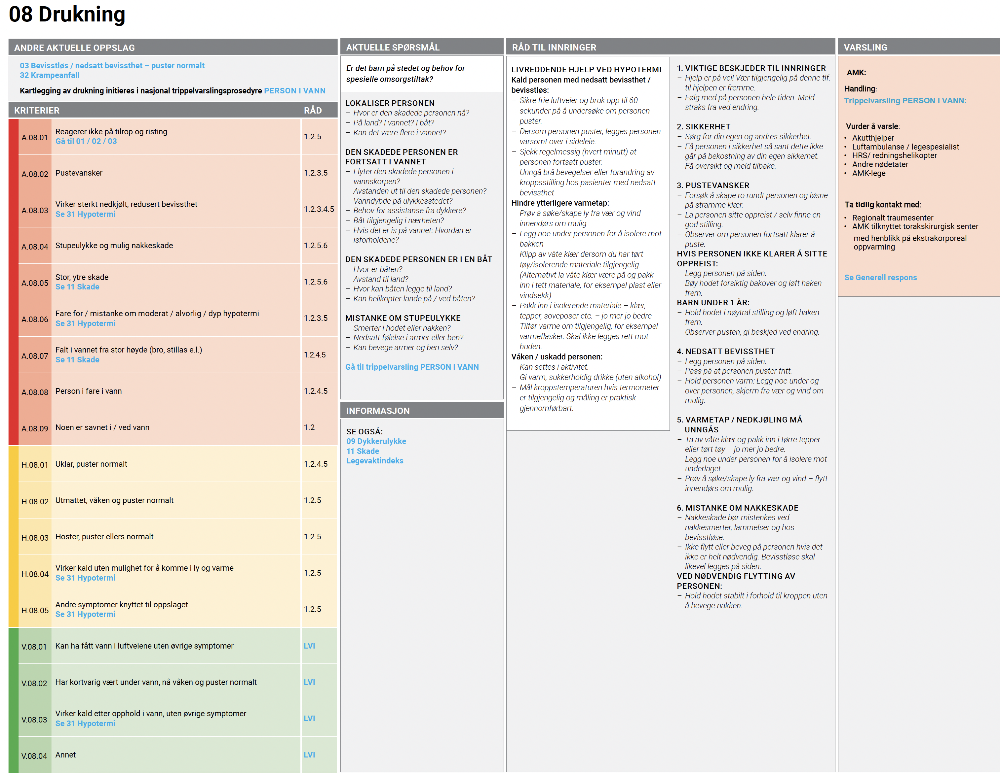 08 Drukning
ANDRE AKTUELLE OPPSLAG
03 Bevisstløs / nedsatt bevissthet – puster normalt
32 Krampeanfall
Kartlegging av drukning initieres i nasjonal trippelvarslingsprosedyre PERSON I VANN
KRITERIER RÅD
A.08.01 Reagerer ikke på tilrop og risting 1.2.5
Gå til 01 / 02 / 03
A.08.02 Pustevansker 1.2.3.5
A.08.03 Virker sterkt nedkjølt, redusert bevissthet 1.2.3.4.5
Se 31 Hypotermi
A.08.04 Stupeulykke og mulig nakkeskade 1.2.5.6
A.08.05 Stor, ytre skade 1.2.5.6
Se 11 Skade
A.08.06 Fare for / mistanke om moderat / alvorlig / dyp hypotermi 1.2.3.5
Se 31 Hypotermi
A.08.07 Falt i vannet fra stor høyde (bro, stillas e.l.) 1.2.4.5
Se 11 Skade
A.08.08 Person i fare i vann 1.2.4.5
A.08.09 Noen er savnet i / ved vann 1.2
H.08.01 Uklar, puster normalt 1.2.4.5
H.08.02 Utmattet, våken og puster normalt 1.2.5
H.08.03 Hoster, puster ellers normalt 1.2.5
H.08.04 Virker kald uten mulighet for å komme i ly og varme 1.2.5
Se 31 Hypotermi
H.08.05 Andre symptomer knyttet til oppslaget 1.2.5
Se 31 Hypotermi
V.08.01 Kan ha fått vann i luftveiene uten øvrige symptomer LVI
V.08.02 Har kortvarig vært under vann, nå våken og puster normalt LVI
V.08.03 Virker kald etter opphold i vann, uten øvrige symptomer LVI
Se 31 Hypotermi
V.08.04 Annet LVI
AKTUELLE SPØRSMÅL
Er det barn på stedet og behov for
spesielle omsorgstiltak?
LOKALISER PERSONEN
– Hvor er den skadede personen nå?
– På land? I vannet? I båt?
– Kan det være flere i vannet?
DEN SKADEDE PERSONEN ER
FORTSATT I VANNET
– Flyter den skadede personen i
vannskorpen?
– Avstanden ut til den skadede personen?
– Vanndybde på ulykkesstedet?
– Behov for assistanse fra dykkere?
– Båt tilgjengelig i nærheten?
– Hvis det er is på vannet: Hvordan er
isforholdene?
DEN SKADEDE PERSONEN ER I EN BÅT
– Hvor er båten?
– Avstand til land?
– Hvor kan båten legge til land?
– Kan helikopter lande på / ved båten?
MISTANKE OM STUPEULYKKE
– Smerter i hodet eller nakken?
– Nedsatt følelse i armer eller ben?
– Kan bevege armer og ben selv?
Gå til trippelvarsling PERSON I VANN
INFORMASJON
SE OGSÅ:
09 Dykkerulykke
11 Skade
Legevaktindeks
RÅD TIL INNRINGER
LIVREDDENDE HJELP VED HYPOTERMI
Kald personen med nedsatt bevissthet /
bevisstløs:
– Sikre frie luftveier og bruk opp til 60
sekunder på å undersøke om personen
puster.
– Dersom personen puster, legges personen
varsomt over i sideleie.
– Sjekk regelmessig (hvert minutt) at
personen fortsatt puster.
– Unngå brå bevegelser eller forandring av
kroppsstilling hos pasienter med nedsatt
bevissthet
Hindre ytterligere varmetap:
– Prøv å søke/skape ly fra vær og vind –
innendørs om mulig
– Legg noe under personen for å isolere mot
bakken
– Klipp av våte klær dersom du har tørt
tøy/isolerende materiale tilgjengelig.
(Alternativt la våte klær være på og pakk
inn i tett materiale, for eksempel plast eller
vindsekk)
– Pakk inn i isolerende materiale – klær,
tepper, soveposer etc. – jo mer jo bedre
– Tilfør varme om tilgjengelig, for eksempel
varmeflasker. Skal ikke legges rett mot
huden.
Våken / uskadd personen:
– Kan settes i aktivitet.
– Gi varm, sukkerholdig drikke (uten alkohol)
– Mål kroppstemperaturen hvis termometer
er tilgjengelig og måling er praktisk
gjennomførbart.
1. VIKTIGE BESKJEDER TIL INNRINGER
– Hjelp er på vei! Vær tilgjengelig på denne tlf.
til hjelpen er fremme.
– Følg med på personen hele tiden. Meld
straks fra ved endring.
2. SIKKERHET
– Sørg for din egen og andres sikkerhet.
– Få personen i sikkerhet så sant dette ikke
går på bekostning av din egen sikkerhet.
– Få oversikt og meld tilbake.
3. PUSTEVANSKER
– Forsøk å skape ro rundt personen og løsne
på stramme klær.
– La personen sitte oppreist / selv finne en
god stilling.
– Observer om personen fortsatt klarer å
puste.
HVIS PERSONEN IKKE KLARER Å SITTE
OPPREIST:
– Legg personen på siden.
– Bøy hodet forsiktig bakover og løft haken
frem.
BARN UNDER 1 ÅR:
– Hold hodet i nøytral stilling og løft haken
frem.
– Observer pusten, gi beskjed ved endring.
4. NEDSATT BEVISSTHET
– Legg personen på siden.
– Pass på at personen puster fritt.
– Hold personen varm: Legg noe under og
over personen, skjerm fra vær og vind om
mulig.
5. VARMETAP / NEDKJØLING MÅ
UNNGÅS
– Ta av våte klær og pakk inn i tørre tepper
eller tørt tøy – jo mer jo bedre.
– Legg noe under personen for å isolere mot
underlaget.
– Prøv å søke/skape ly fra vær og vind – flytt
innendørs om mulig.
6. MISTANKE OM NAKKESKADE
– Nakkeskade bør mistenkes ved
nakkesmerter, lammelser og hos
bevisstløse.
– Ikke flytt eller beveg på personen hvis det
ikke er helt nødvendig. Bevisstløse skal
likevel legges på siden.
VED NØDVENDIG FLYTTING AV
PERSONEN:
– Hold hodet stabilt i forhold til kroppen uten
å bevege nakken.
VARSLING
AMK:
Handling:
Trippelvarsling PERSON I VANN:
Vurder å varsle:
• Akutthjelper
• Luftambulanse / legespesialist
• HRS/ redningshelikopter
• Andre nødetater
• AMK-lege
Ta tidlig kontakt med:
• Regionalt traumesenter
• AMK tilknyttet torakskirurgisk senter
med henblikk på ekstrakorporeal
oppvarming
Se Generell respons